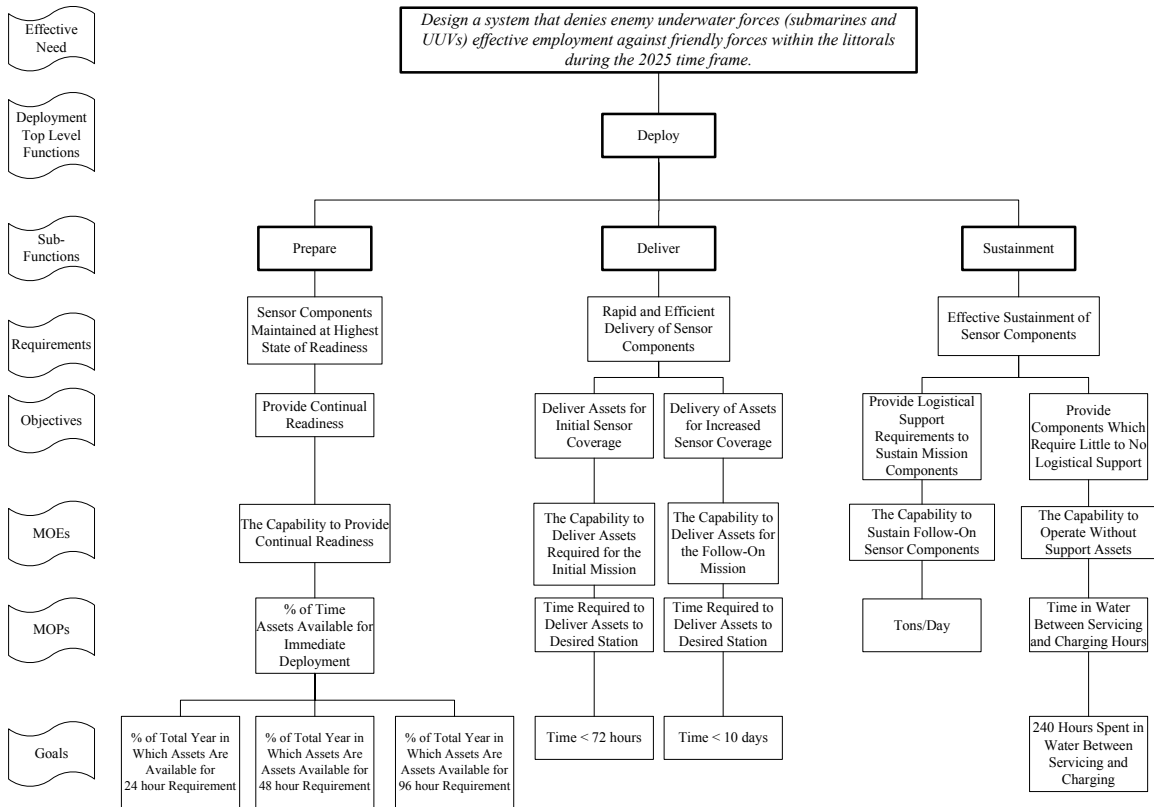 Effective
Need
Design a system that denies enemy underwater forces (submarines and
UUVs) effective employment against friendly forces within the littorals
during the 2025 time frame.
Deployment
Top Level
Functions
Deploy
Sub-
Functions
Prepare
Deliver
Sustainment
Requirements
Sensor Components
Maintained at Highest
State of Readiness
Rapid and Efficient
Delivery of Sensor
Components
Effective Sustainment of
Sensor Components
Objectives
Provide Continual
Readiness
Deliver Assets for
Initial Sensor
Coverage
Delivery of Assets
for Increased Sensor
Coverage
Provide Logistical
Support
Requirements to
Sustain Mission
Components
Provide
Components Which
Require Little to No
Logistical Support
MOEs
The Capability to Provide
Continual Readiness
The Capability to
Deliver Assets
Required for the
Initial Mission
The Capability to
Deliver Assets for
the Follow-On
Mission
The Capability to
Sustain Follow-On
Sensor Components
The Capability to
Operate Without
Support Assets
MOPs
% of Time
Assets Available for
Immediate
Deployment
Time Required to
Deliver Assets to
Desired Station
Time Required to
Deliver Assets to
Desired Station
Tons/Day
Time in Water
Between Servicing
and Charging Hours
Goals
% of Total Year in
Which Assets Are
Available for
24 hour Requirement
% of Total Year in
Which Assets Are
Assets Available for
48 hour Requirement
% of Total Year in
Which Assets Are
Assets Available for
96 hour Requirement
Time < 72 hours
Time < 10 days
240 Hours Spent in
Water Between
Servicing and
Charging